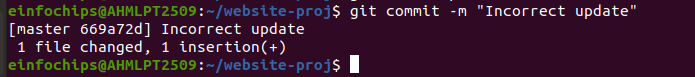 einfochips@AHMLPT2509:~/website-proj$ git commit -m "Incorrect update"
[master 669a72d] Incorrect update
 1 file changed, 1 insertion(+)
einfochips@AHMLPT2509:~/website-proj$